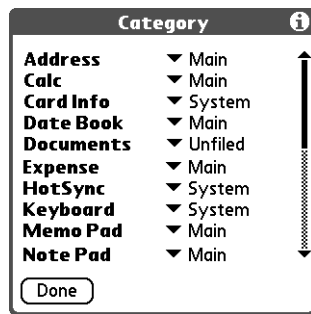 Category
Address Main
Calc Main
Card Info System
Date Book Main
Documents Unfiled
Expense Main
HotSync System
Keyboard System
Memo Pad Main
Note Pad Main
Done